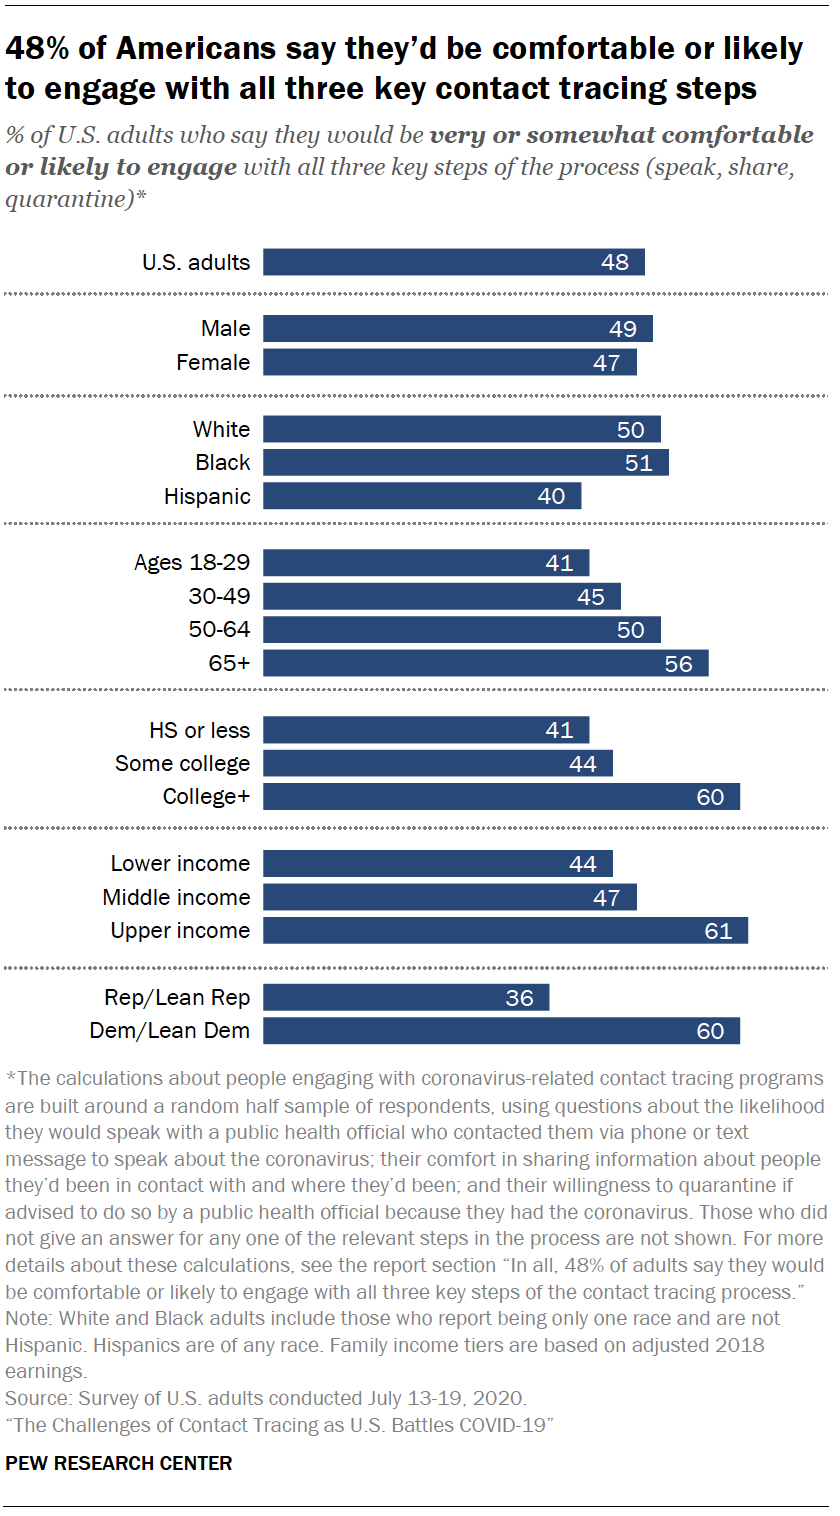 48% of Americans say they’d be comfortable or likely
to engage with all three key contact tracing steps
% of U.S. adults who say they would be very or somewhat comfortable
or likely to engage with all three key steps of the process (speak, share,
quarantine)*
U.S. adults 48
Male 49
Female 47
White 50
Black 51
Hispanic 40
Ages 18-29 41
30-49 45
50-64 50
65+ 56
HS or less 41
Some college 44
College+ 60
Lower income 44
Middle income 47
Upper income 61
Rep/Lean Rep 36
Dem/Lean Dem 60
*The calculations about people engaging with coronavirus-related contact tracing programs
are built around a random half sample of respondents, using questions about the likelihood
they would speak with a public health official who contacted them via phone or text
message to speak about the coronavirus; their comfort in sharing information about people
they’d been in contact with and where they’d been; and their willingness to quarantine if
advised to do so by a public health official because they had the coronavirus. Those who did
not give an answer for any one of the relevant steps in the process are not shown. For more
details about these calculations, see the report section “In all, 48% of adults say they would
be comfortable or likely to engage with all three key steps of the contact tracing process.”
Note: White and Black adults include those who report being only one race and are not
Hispanic. Hispanics are of any race. Family income tiers are based on adjusted 2018
earnings.
Source: Survey of U.S. adults conducted July 13-19, 2020.
“The Challenges of Contact Tracing as U.S. Battles COVID-19”
PEW RESEARCH CENTER